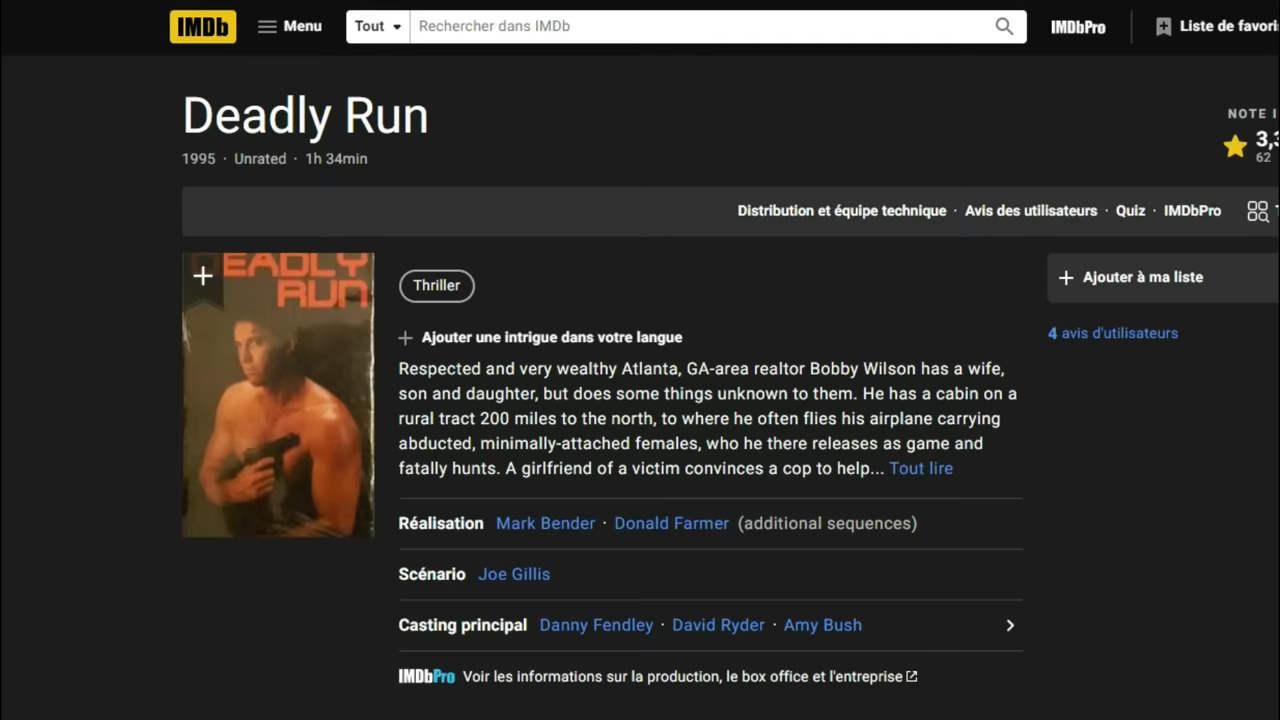 IMDb Menu Tout Rechercher dans IMDb IMDbPro Liste de favori
Deadly Run
NOTE I
1995 · Unrated · 1h 34min
3,3
62
Distribution et équipe technique · Avis des utilisateurs · Quiz · IMDbPro
EADLY
RUN
Thriller
+ Ajouter à ma liste
+ Ajouter une intrigue dans votre langue
4 avis d'utilisateurs
Respected and very wealthy Atlanta, GA-area realtor Bobby Wilson has a wife,
son and daughter, but does some things unknown to them. He has a cabin on a
rural tract 200 miles to the north, to where he often flies his airplane carrying
abducted, minimally-attached females, who he there releases as game and
fatally hunts. A girlfriend of a victim convinces a cop to help... Tout lire
Réalisation Mark Bender · Donald Farmer (additional sequences)
Scénario Joe Gillis
Casting principal Danny Fendley · David Ryder · Amy Bush
IMDbPro Voir les informations sur la production, le box office et l'entreprise